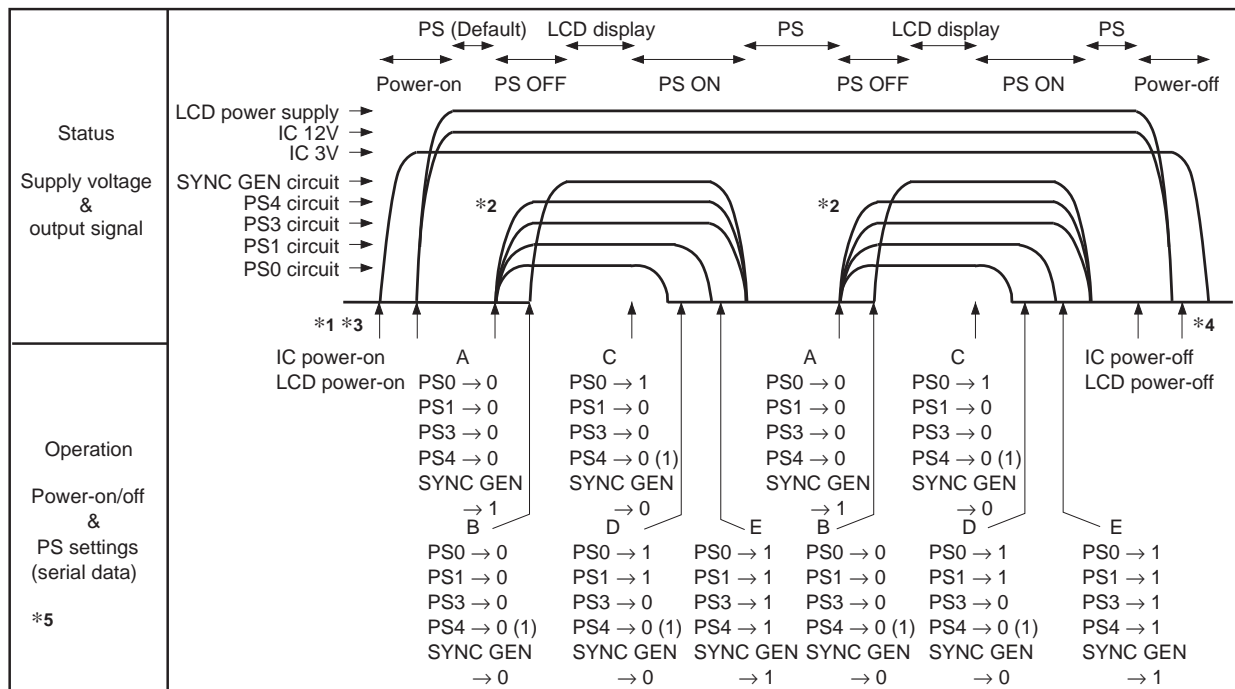 PS (Default) LCD display PS LCD display PS
Power-on PS OFF PS ON PS OFF PS ON Power-off
Status
Supply voltage
&
output signal
LCD power supply
IC 12V
IC 3V
SYNC GEN circuit
PS4 circuit
PS3 circuit
PS1 circuit
PS0 circuit
*2 *2
*1 *3 *4
IC power-on A C A C IC power-off
LCD power-on PS0 → 0 PS0 → 1 PS0 → 0 PS0 → 1 LCD power-off
PS1 → 0 PS1 → 0 PS1 → 0 PS1 → 0
PS3 → 0 PS3 → 0 PS3 → 0 PS3 → 0
PS4 → 0 PS4 → 0 (1) PS4 → 0 PS4 → 0 (1)
SYNC GEN SYNC GEN SYNC GEN SYNC GEN
→ 1 → 0 → 1 → 0
Operation
Power-on/off
&
PS settings
(serial data)
*5
B D E B D E
PS0 → 0 PS0 → 1 PS0 → 1 PS0 → 0 PS0 → 1 PS0 → 1
PS1 → 0 PS1 → 1 PS1 → 1 PS1 → 0 PS1 → 1 PS1 → 1
PS3 → 0 PS3 → 0 PS3 → 1 PS3 → 0 PS3 → 0 PS3 → 1
PS4 → 0 (1) PS4 → 0 (1) PS4 → 1 PS4 → 0 (1) PS4 → 0 (1) PS4 → 1
SYNC GEN SYNC GEN SYNC GEN SYNC GEN SYNC GEN SYNC GEN
→ 0 → 0 → 1 → 0 → 0 → 1